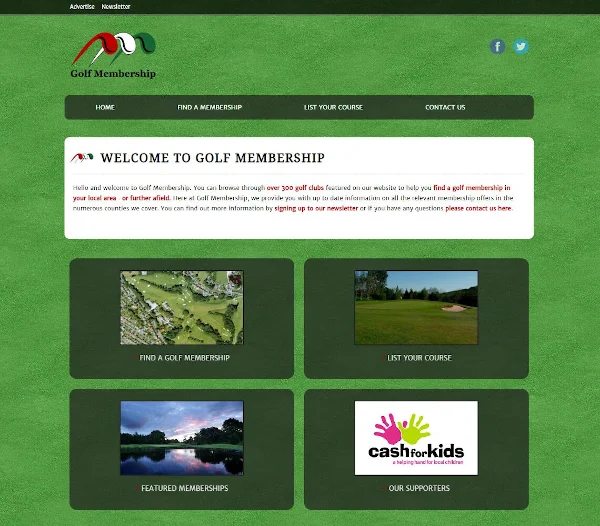 Advertise Newsletter
Golf Membership
HOME FIND A MEMBERSHIP LIST YOUR COURSE CONTACT US
WELCOME TO GOLF MEMBERSHIP
Hello and welcome to Golf Membership. You can browse through over 300 golf clubs featured on our website to help you find a golf membership in
your local area or further afield. Here at Golf Membership, we provide you with up to date information on all the relevant membership offers in the
numerous counties we cover. You can find out more information by signing up to our newsletter or if you have any questions please contact us here.
FIND A GOLF MEMBERSHIP
LIST YOUR COURSE
FEATURED MEMBERSHIPS
cashforkids
a helping hand for local children
OUR SUPPORTERS